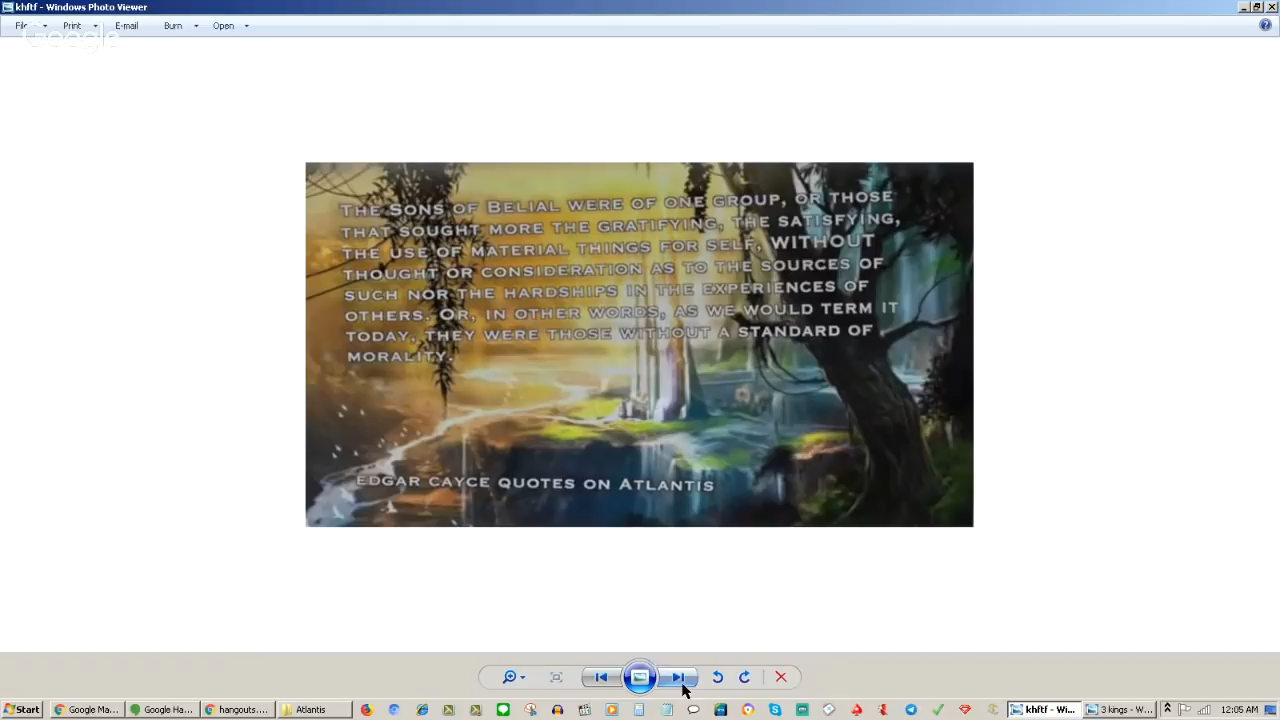 khftf - Windows Photo Viewer
File Print E-mail Burn Open
Google
THE SONS OF BELIAL WERE OF ONE GROUP, OR THOSE
THAT SOUGHT MORE THE GRATIFYING, THE SATISFYING,
THE USE OF MATERIAL THINGS FOR SELF, WITHOUT
THOUGHT OR CONSIDERATION AS TO THE SOURCES OF
SUCH NOR THE HARDSHIPS IN THE EXPERIENCES OF
OTHERS. OR, IN OTHER WORDS, AS WE WOULD TERM IT
TODAY, THEY WERE THOSE WITHOUT A STANDARD OF
MORALITY.
EDGAR CAYCE QUOTES ON ATLANTIS
Start Google Ma... Google Ha... hangouts.... Atlantis khftf - Wi... 3 kings - W... 12:05 AM